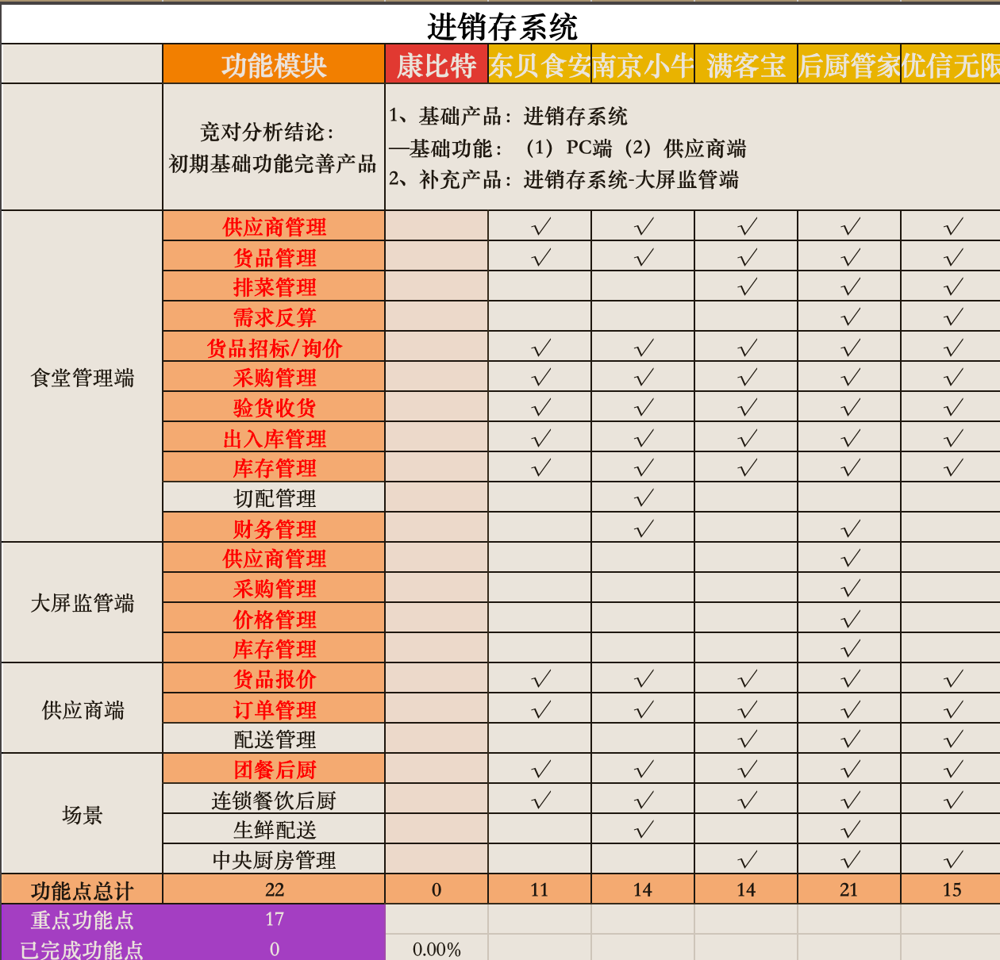 进销存系统
功能模块 康比特 东贝食安 南京小牛 满客宝 后厨管家 优信无限
竞对分析结论：
初期基础功能完善产品
1、基础产品：进销存系统
—基础功能：（1）PC端（2）供应商端
2、补充产品：进销存系统-大屏监管端
食堂管理端
供应商管理 √ √ √ √ √
货品管理 √ √ √ √ √
排菜管理 √ √ √
需求反算 √ √
货品招标/询价 √ √ √ √ √
采购管理 √ √ √ √ √
验货收货 √ √ √ √ √
出入库管理 √ √ √ √ √
库存管理 √ √ √ √ √
切配管理 √
财务管理 √ √
大屏监管端
供应商管理 √
采购管理 √
价格管理 √
库存管理 √
供应商端
货品报价 √ √ √ √ √
订单管理 √ √ √ √ √
配送管理 √ √ √
场景
团餐后厨 √ √ √ √ √
连锁餐饮后厨 √ √ √ √ √
生鲜配送 √ √
中央厨房管理 √ √ √
功能点总计 22 0 11 14 14 21 15
重点功能点 17
已完成功能点 0 0.00%